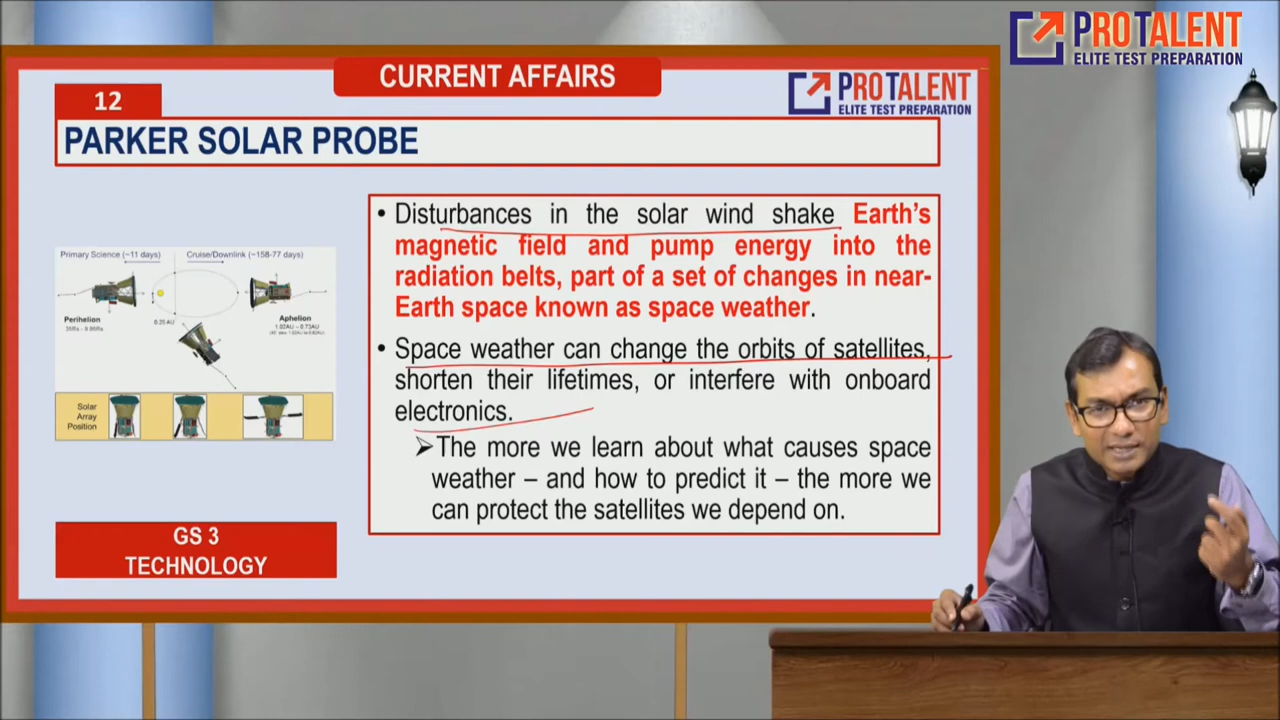 PROTALENT
ELITE TEST PREPARATION
CURRENT AFFAIRS
12
PROTALENT
ELITE TEST PREPARATION
PARKER SOLAR PROBE
• Disturbances in the solar wind shake Earth’s
magnetic field and pump energy into the
radiation belts, part of a set of changes in near-
Earth space known as space weather.
• Space weather can change the orbits of satellites,
shorten their lifetimes, or interfere with onboard
electronics.
➢The more we learn about what causes space
weather – and how to predict it – the more we
can protect the satellites we depend on.
Primary Science (~11 days)
Cruise/Downlink (~158-77 days)
Perihelion
0.25 AU
Aphelion
Solar
Array
Position
GS 3
TECHNOLOGY